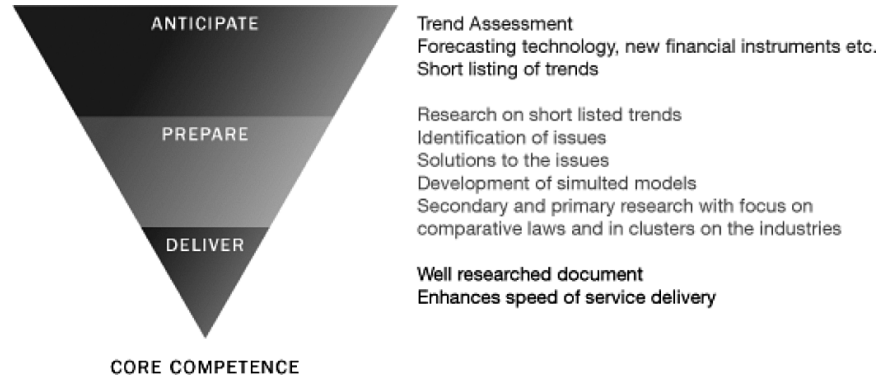 ANTICIPATE
Trend Assessment
Forecasting technology, new financial instruments etc.
Short listing of trends
PREPARE
Research on short listed trends
Identification of issues
Solutions to the issues
Development of simulted models
Secondary and primary research with focus on
comparative laws and in clusters on the industries
DELIVER
Well researched document
Enhances speed of service delivery
CORE COMPETENCE